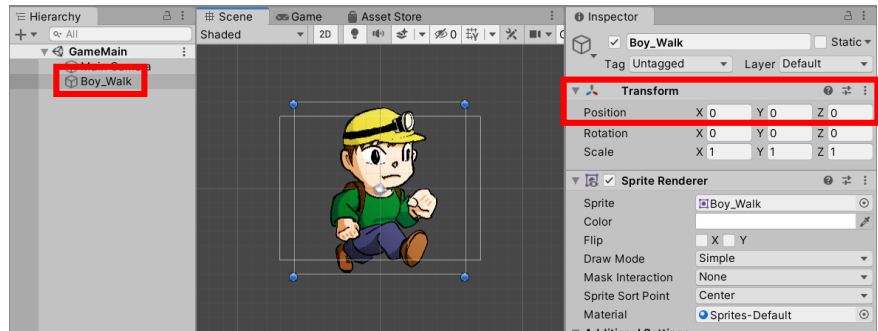 Hierarchy
All
GameMain
Main Camera
Boy_Walk
Scene
Game
Asset Store
Shaded
2D
0
Inspector
Boy_Walk
Static
Tag Untagged
Layer Default
Transform
Position X 0 Y 0 Z 0
Rotation X 0 Y 0 Z 0
Scale X 1 Y 1 Z 1
Sprite Renderer
Sprite Boy_Walk
Color
Flip X Y
Draw Mode Simple
Mask Interaction None
Sprite Sort Point Center
Material Sprites-Default
Additional Settings